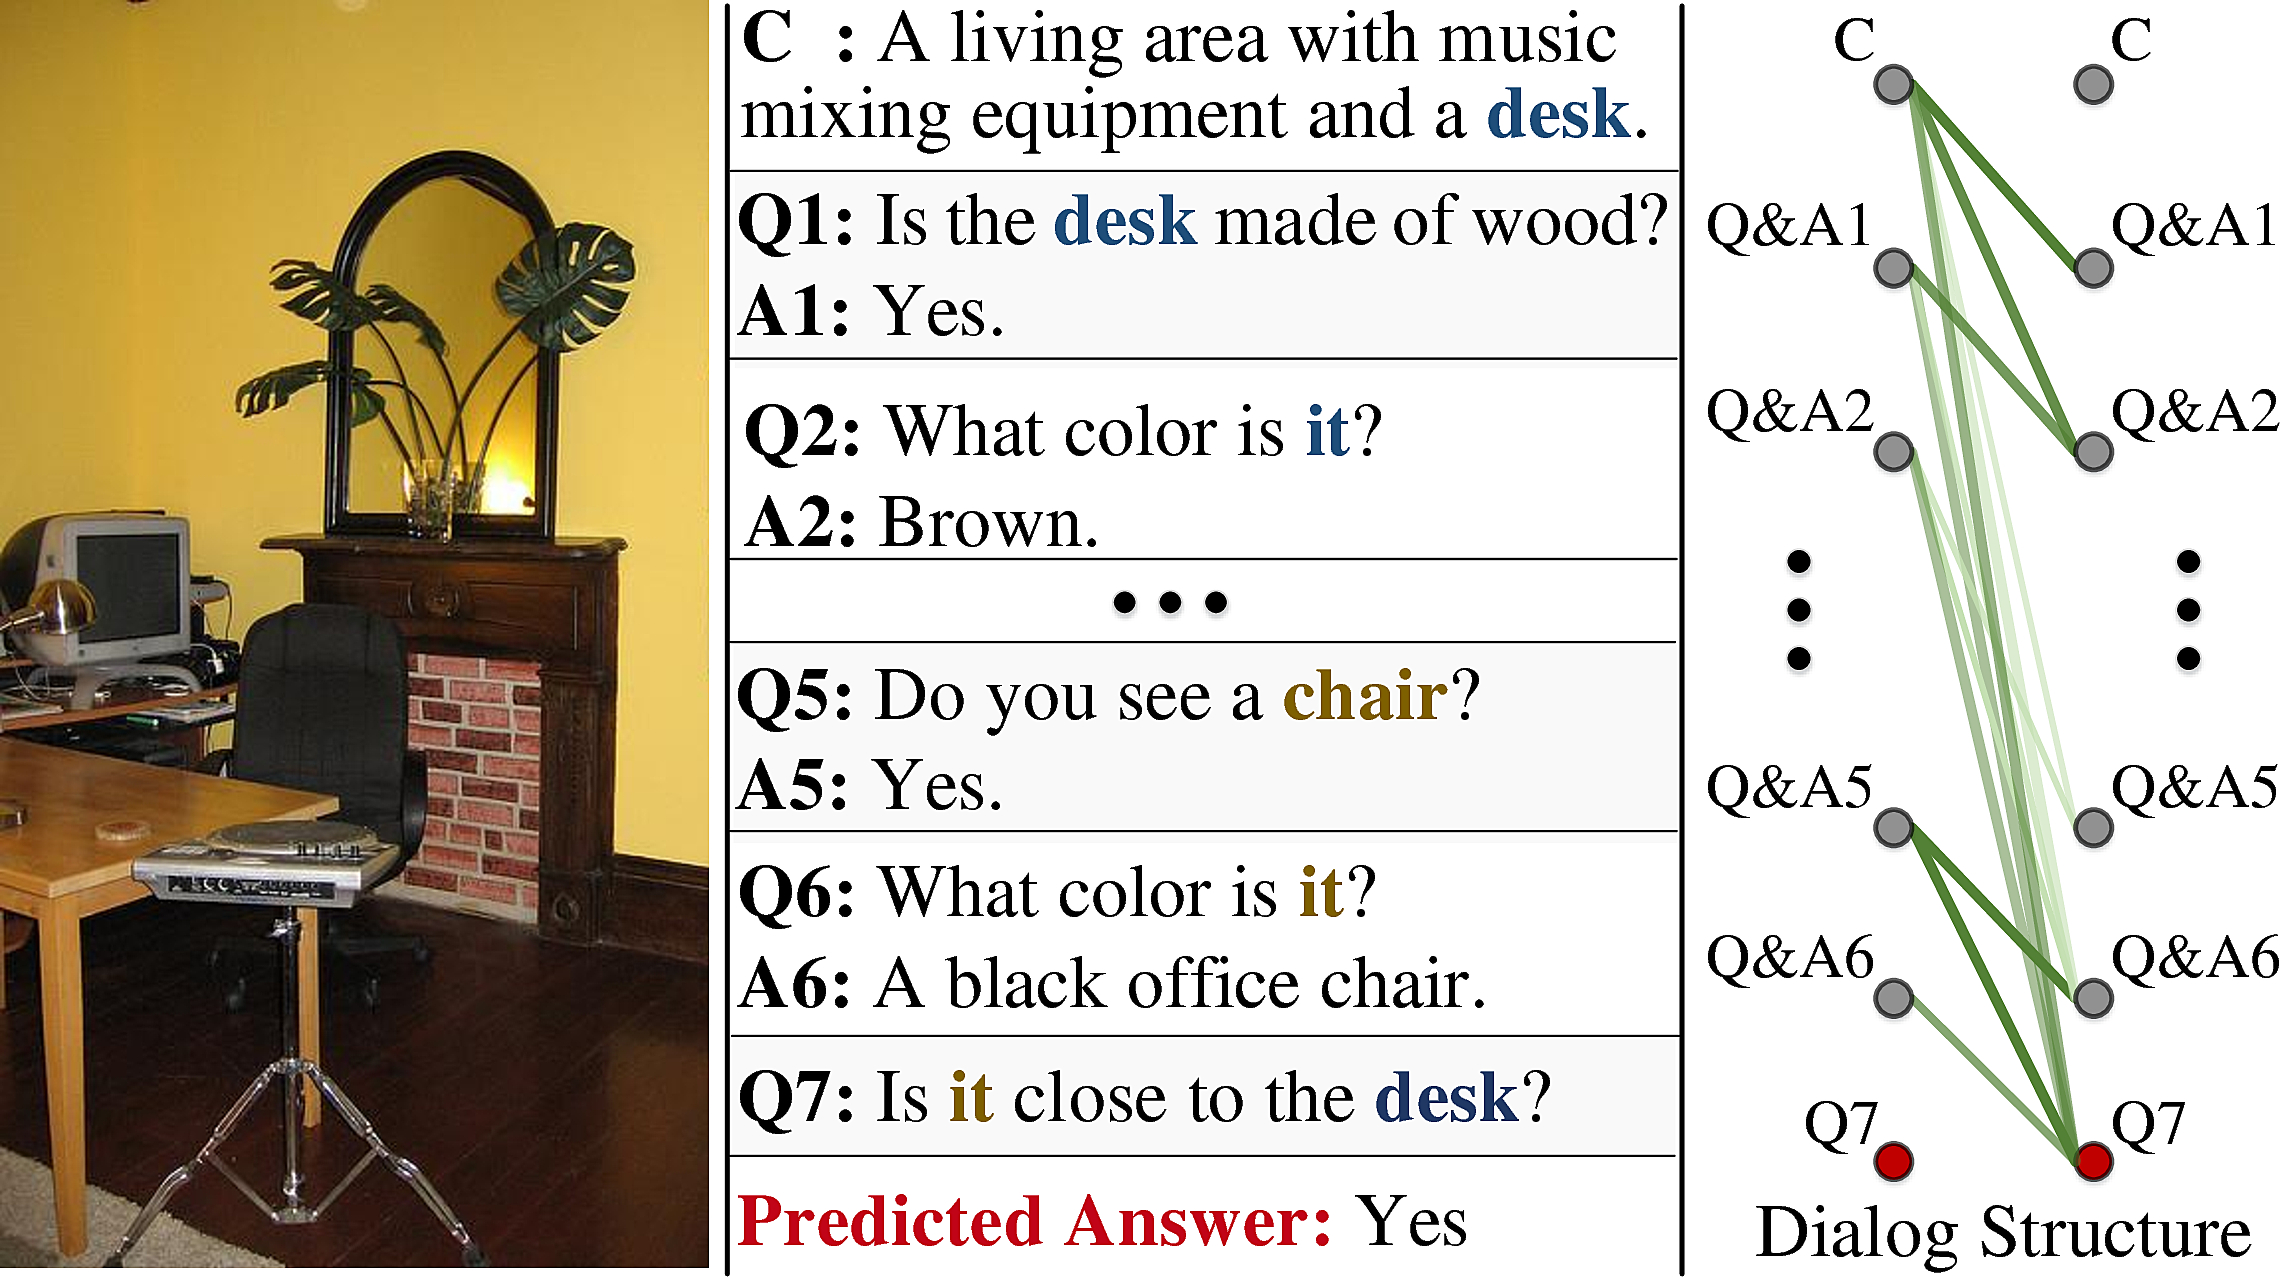 C : A living area with music
mixing equipment and a desk.
Q1: Is the desk made of wood?
A1: Yes.
Q2: What color is it?
A2: Brown.
Q5: Do you see a chair?
A5: Yes.
Q6: What color is it?
A6: A black office chair.
Q7: Is it close to the desk?
Predicted Answer: Yes
C C
Q&A1 Q&A1
Q&A2 Q&A2
Q&A5 Q&A5
Q&A6 Q&A6
Q7 Q7
Dialog Structure